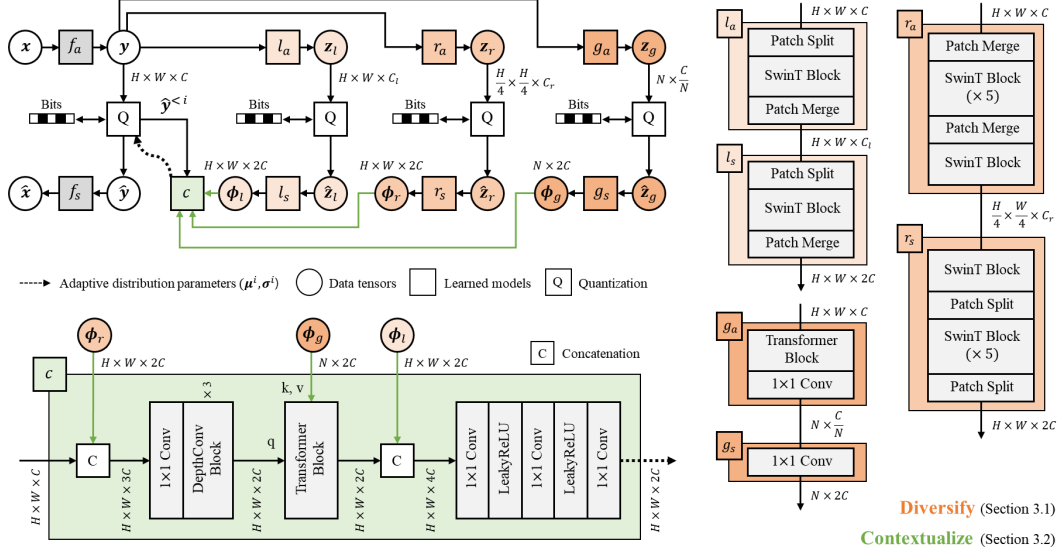 x f_a y l_a z_l r_a z_r g_a z_g
H × W × C
H × W × C_l
H/4 × H/4 × C_r
N × C/N
Bits Q ŷ^{<i} Bits Q Bits Q Bits Q
H × W × 2C
H × W × 2C
N × 2C
x̂ f_s ŷ c ϕ_l l_s ẑ_l ϕ_r r_s ẑ_r ϕ_g g_s ẑ_g
Adaptive distribution parameters (μ^i, σ^i) Data tensors Learned models Q Quantization
ϕ_r ϕ_g ϕ_l
H × W × 2C N × 2C H × W × 2C
C Concatenation
c
k, v
q
H × W × C
C
H × W × 3C
1×1 Conv
DepthConv
Block
× 3
H × W × 2C
Transformer
Block
H × W × 2C
C
H × W × 4C
1×1 Conv
LeakyReLU
1×1 Conv
LeakyReLU
1×1 Conv
H × W × 2C
H × W × C
l_a
Patch Split
SwinT Block
Patch Merge
H × W × C_l
l_s
Patch Split
SwinT Block
Patch Merge
H × W × 2C
H × W × C
g_a
Transformer
Block
1×1 Conv
N × C/N
g_s
1×1 Conv
N × 2C
H × W × C
r_a
Patch Merge
SwinT Block
(× 5)
Patch Merge
SwinT Block
H/4 × W/4 × C_r
r_s
SwinT Block
Patch Split
SwinT Block
(× 5)
Patch Split
H × W × 2C
Diversify (Section 3.1)
Contextualize (Section 3.2)